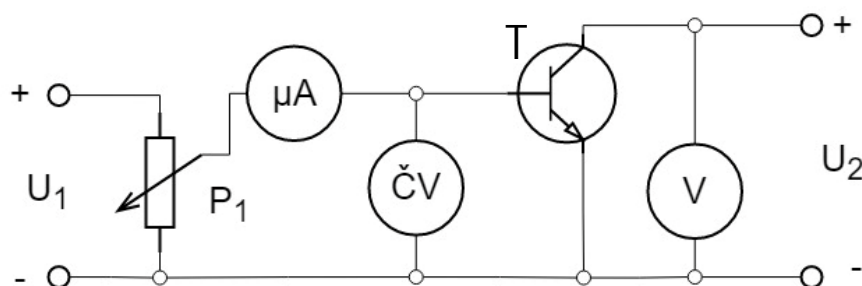 T
+
+
µA
ČV
V
U₁
P₁
U₂
-
-